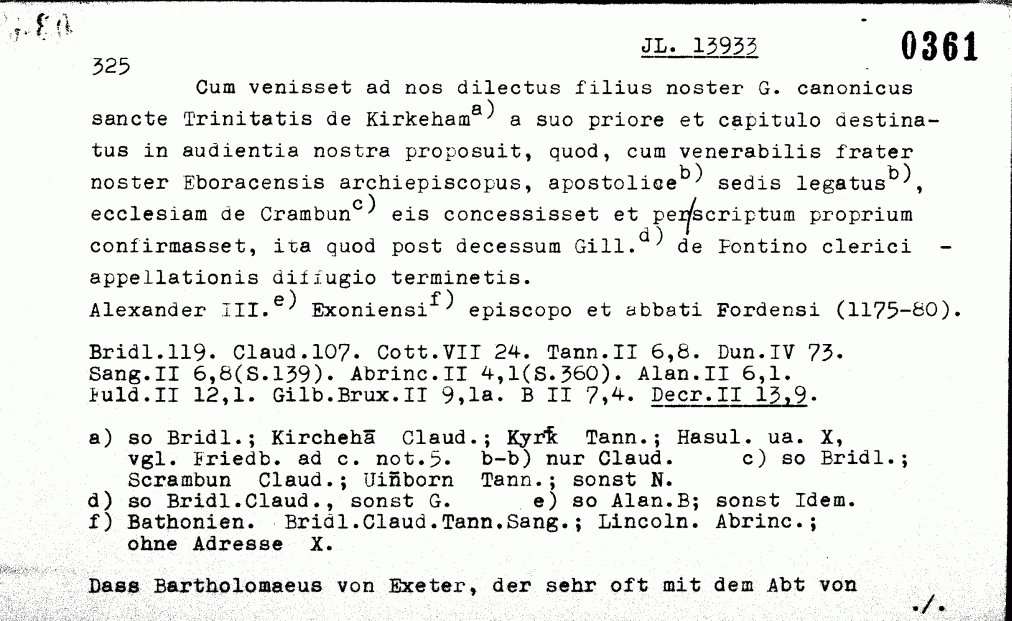 JL. 13933 0361
325
Cum venisset ad nos dilectus filius noster G. canonicus
sancte Trinitatis de Kirkeham a) a suo priore et capitulo destina-
tus in audientia nostra proposuit, quod, cum venerabilis frater
noster Eboracensis archiepiscopus, apostolice b) sedis legatus b),
ecclesiam de Crambun c) eis concessisset et per/scriptum proprium
confirmasset, ita quod post decessum Gill. d) de Pontino clerici -
appellationis diffugio terminetis.
Alexander III. e) Exoniensi f) episcopo et abbati Fordensi (1175-80).
Bridl.119. Claud.107. Cott.VII 24. Tann.II 6,8. Dun.IV 73.
Sang.II 6,8(S.139). Abrinc.II 4,1(S.360). Alan.II 6,1.
Fuld.II 12,1. Gilb.Brux.II 9,1a. B II 7,4. Decr.II 13,9.
a) so Bridl.; Kirchehā Claud.; Kyrk Tann.; Hasul. ua. X,
vgl. Friedb. ad c. not.5. b-b) nur Claud. c) so Bridl.;
Scrambun Claud.; Uiñborn Tann.; sonst N.
d) so Bridl.Claud., sonst G. e) so Alan.B; sonst Idem.
f) Bathonien. Bridl.Claud.Tann.Sang.; Lincoln. Abrinc.;
ohne Adresse X.
Dass Bartholomaeus von Exeter, der sehr oft mit dem Abt von
./.